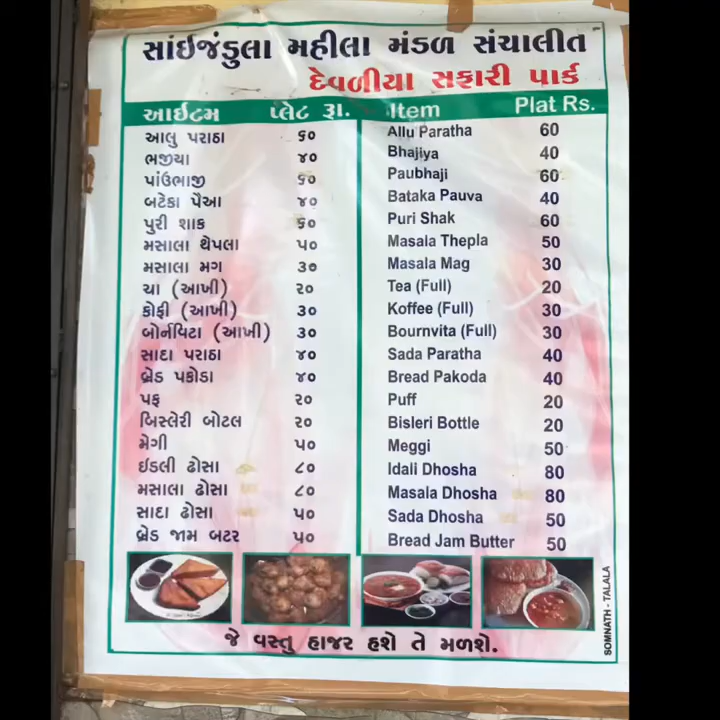 સાંઇજંડુલા મહીલા મંડળ સંચાલીત
દેવળીયા સફારી પાર્ક
આઈટમ પ્લેટ રૂા. Item Plat Rs.
આલુ પરાઠા ૬૦ Allu Paratha 60
ભજીયા ૪૦ Bhajiya 40
પાંઉભાજી ૬૦ Paubhaji 60
બટેકા પૈઆ ૪૦ Bataka Pauva 40
પુરી શાક ૬૦ Puri Shak 60
મસાલા થેપલા ૫૦ Masala Thepla 50
મસાલા મગ ૩૦ Masala Mag 30
ચા (આખી) ૨૦ Tea (Full) 20
કોફી (આખી) ૩૦ Koffee (Full) 30
બોર્નવિટા (આખી) ૩૦ Bournvita (Full) 30
સાદા પરાઠા ૪૦ Sada Paratha 40
બ્રેડ પકોડા ૪૦ Bread Pakoda 40
પફ ૨૦ Puff 20
બિસ્લેરી બોટલ ૨૦ Bisleri Bottle 20
મેગી ૫૦ Meggi 50
ઈડલી ઢોસા ૮૦ Idali Dhosha 80
મસાલા ઢોસા ૮૦ Masala Dhosha 80
સાદા ઢોસા ૫૦ Sada Dhosha 50
બ્રેડ જામ બટર ૫૦ Bread Jam Butter 50
જે વસ્તુ હાજર હશે તે મળશે.
SOMNATH - TALALA